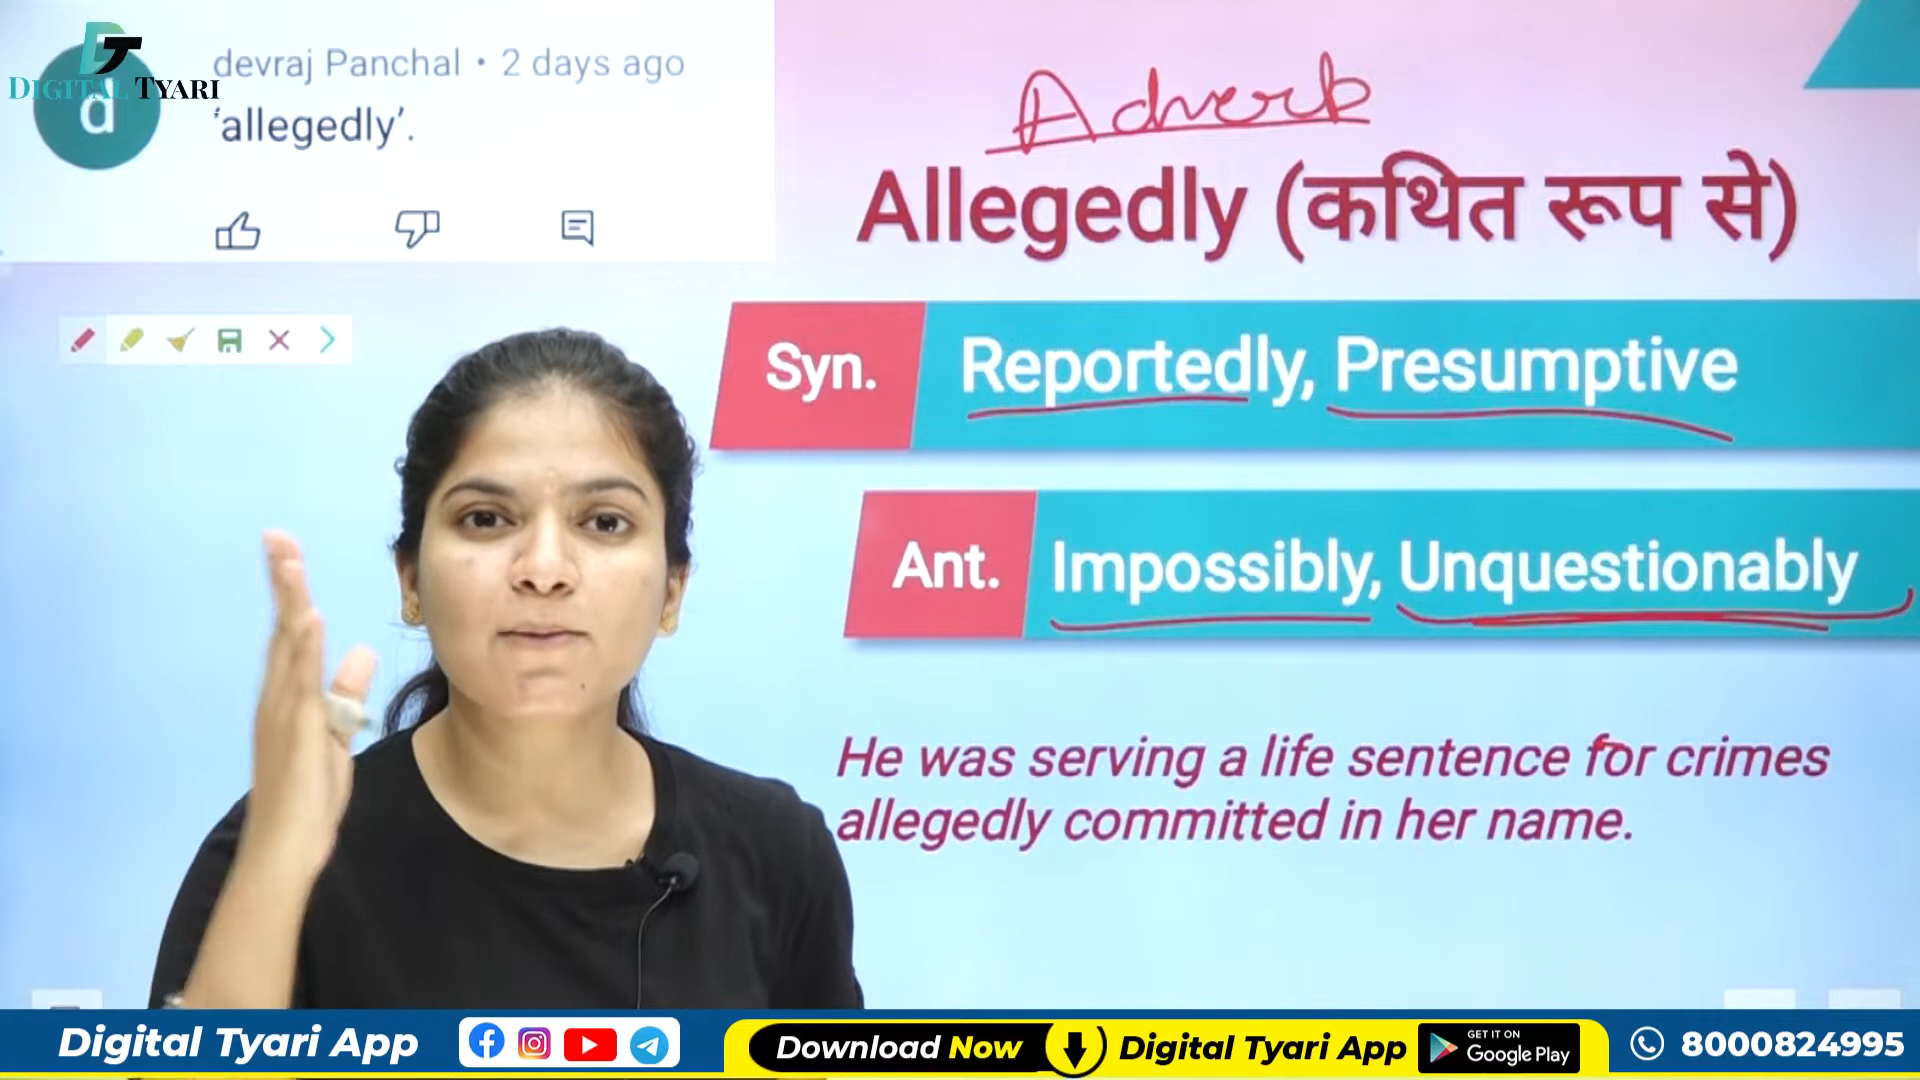 devraj Panchal • 2 days ago
DIGITAL TYARI
d
'allegedly'.
Adverb
Allegedly (कथित रूप से)
Syn. Reportedly, Presumptive
Ant. Impossibly, Unquestionably
He was serving a life sentence for crimes
allegedly committed in her name.
Digital Tyari App
Download Now
Digital Tyari App
GET IT ON
Google Play
8000824995